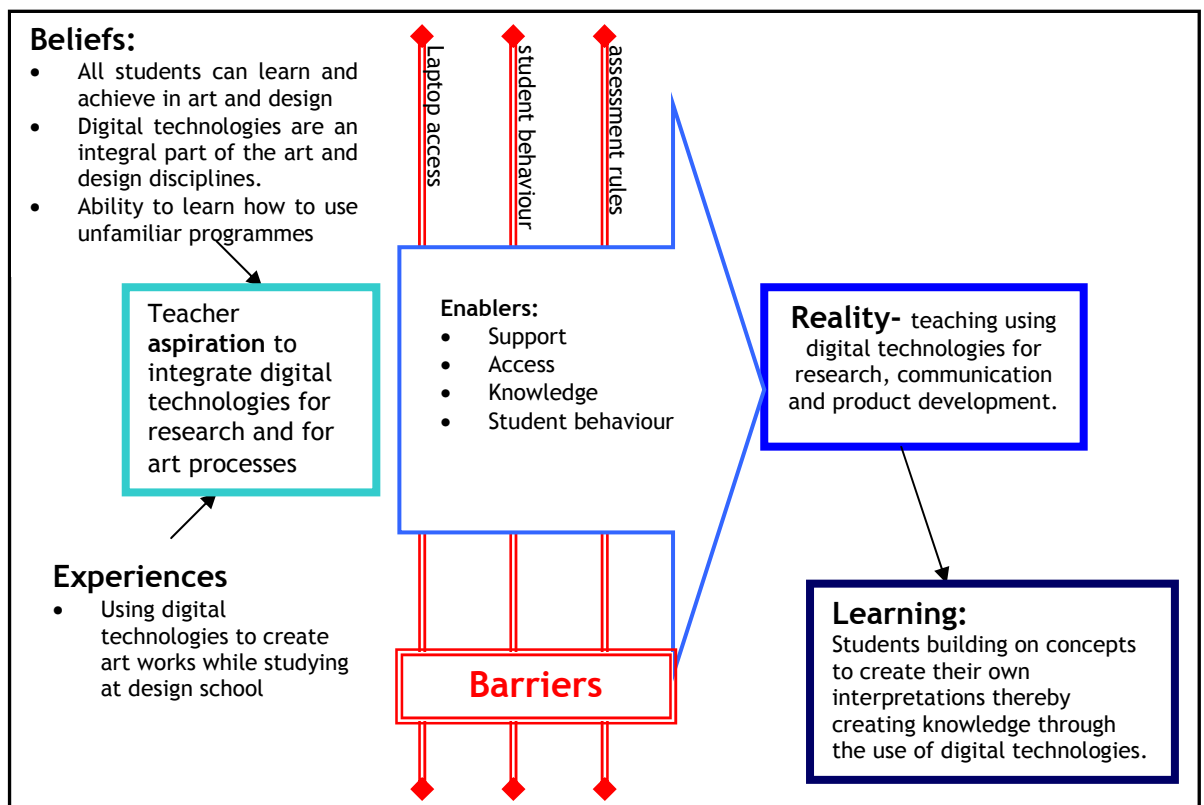 Beliefs:
• All students can learn and
achieve in art and design
• Digital technologies are an
integral part of the art and
design disciplines.
• Ability to learn how to use
unfamiliar programmes
Laptop access
student behaviour
assessment rules
Teacher
aspiration to
integrate digital
technologies for
research and for
art processes
Enablers:
• Support
• Access
• Knowledge
• Student behaviour
Reality- teaching using
digital technologies for
research, communication
and product development.
Experiences
• Using digital
technologies to create
art works while studying
at design school
Barriers
Learning:
Students building on concepts
to create their own
interpretations thereby
creating knowledge through
the use of digital technologies.